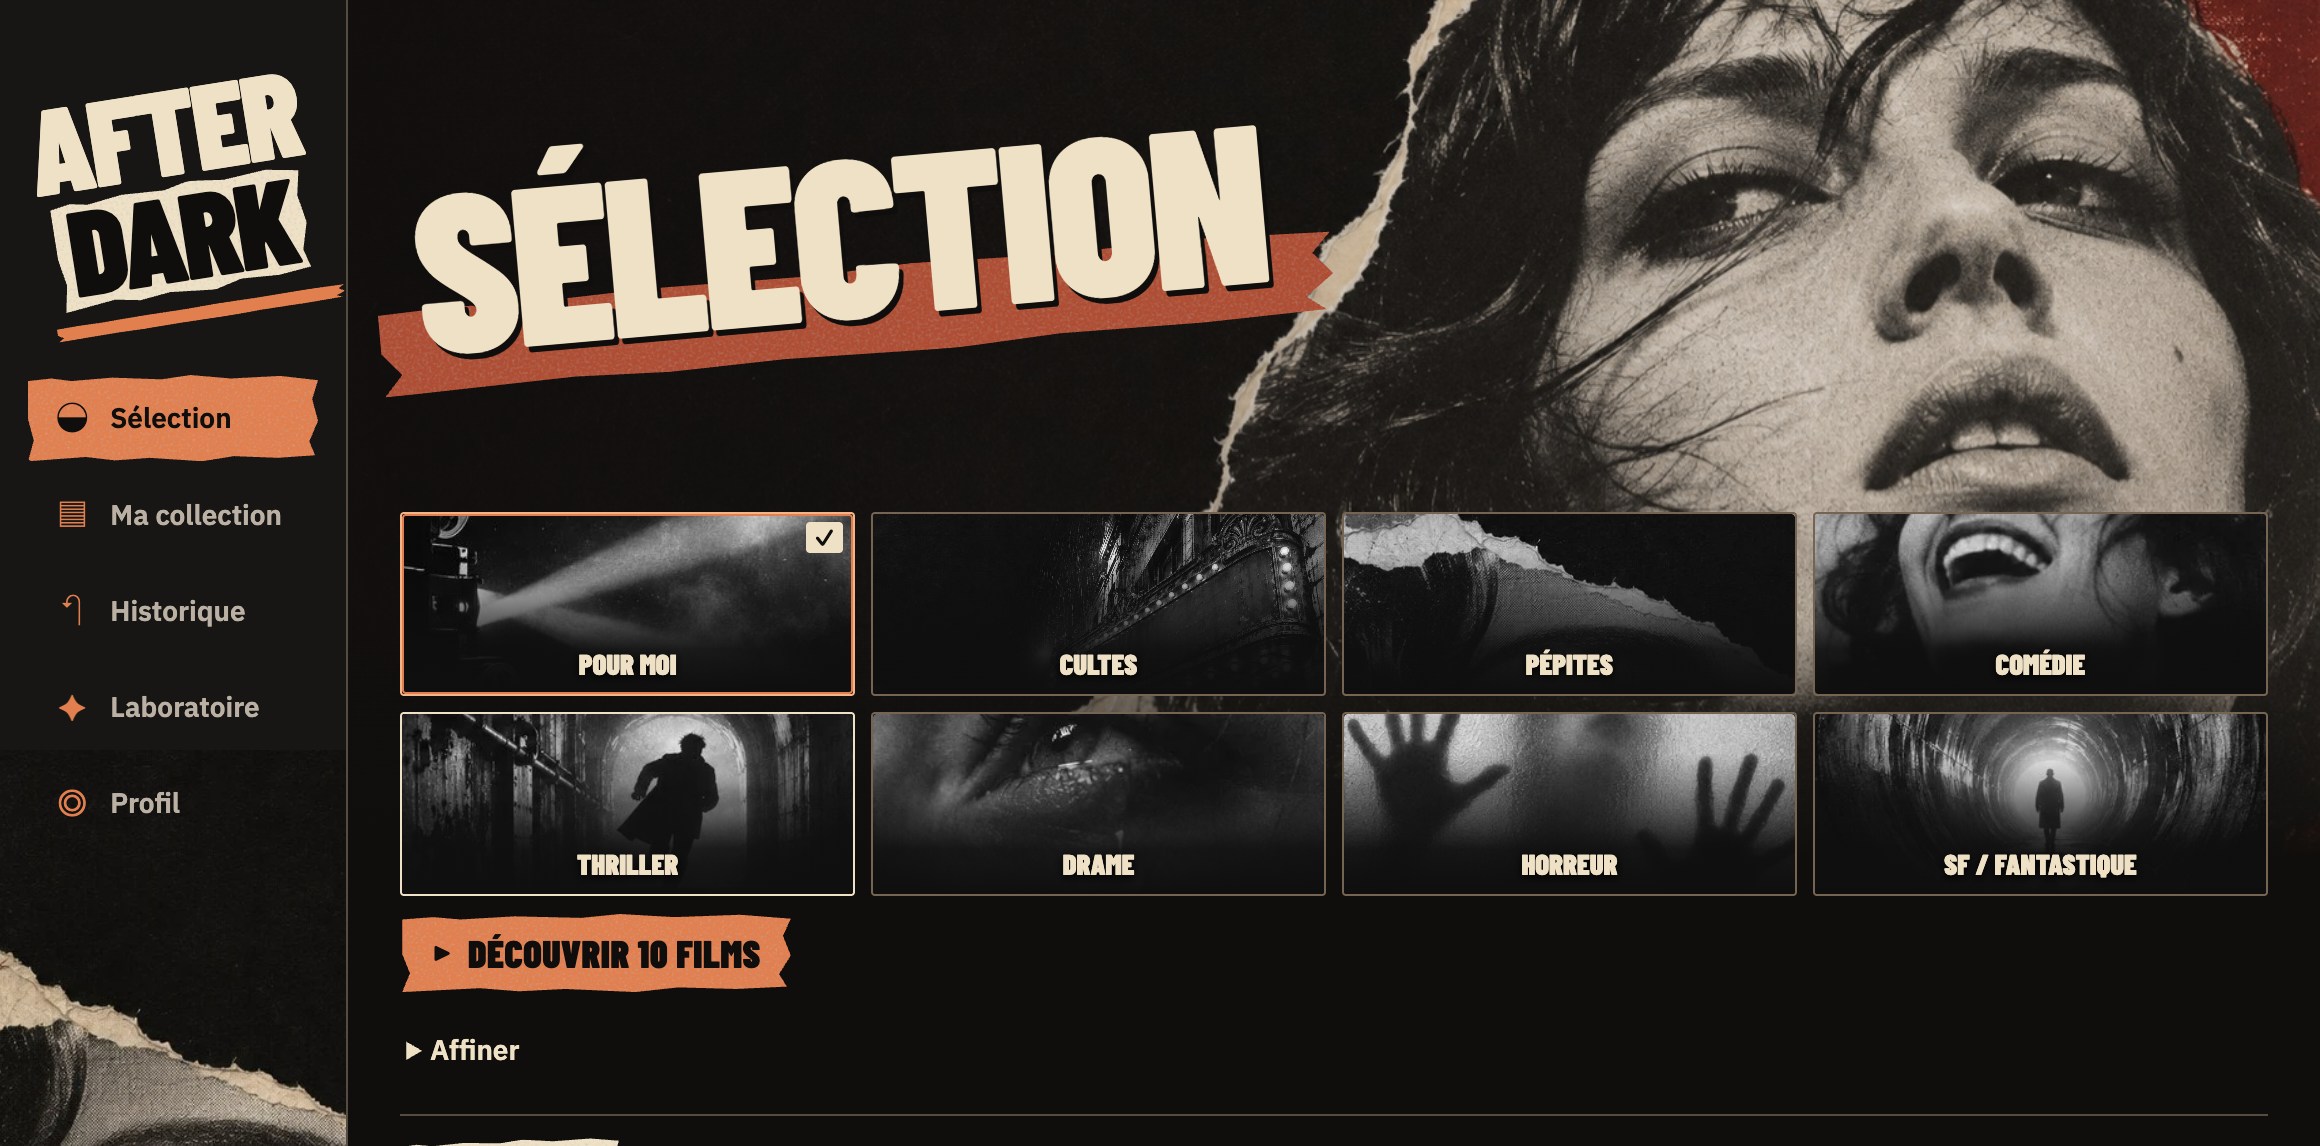 AFTER
DARK
Sélection
Ma collection
Historique
Laboratoire
Profil
SÉLECTION
POUR MOI
CULTES
PÉPITES
COMÉDIE
THRILLER
DRAME
HORREUR
SF / FANTASTIQUE
DÉCOUVRIR 10 FILMS
Affiner